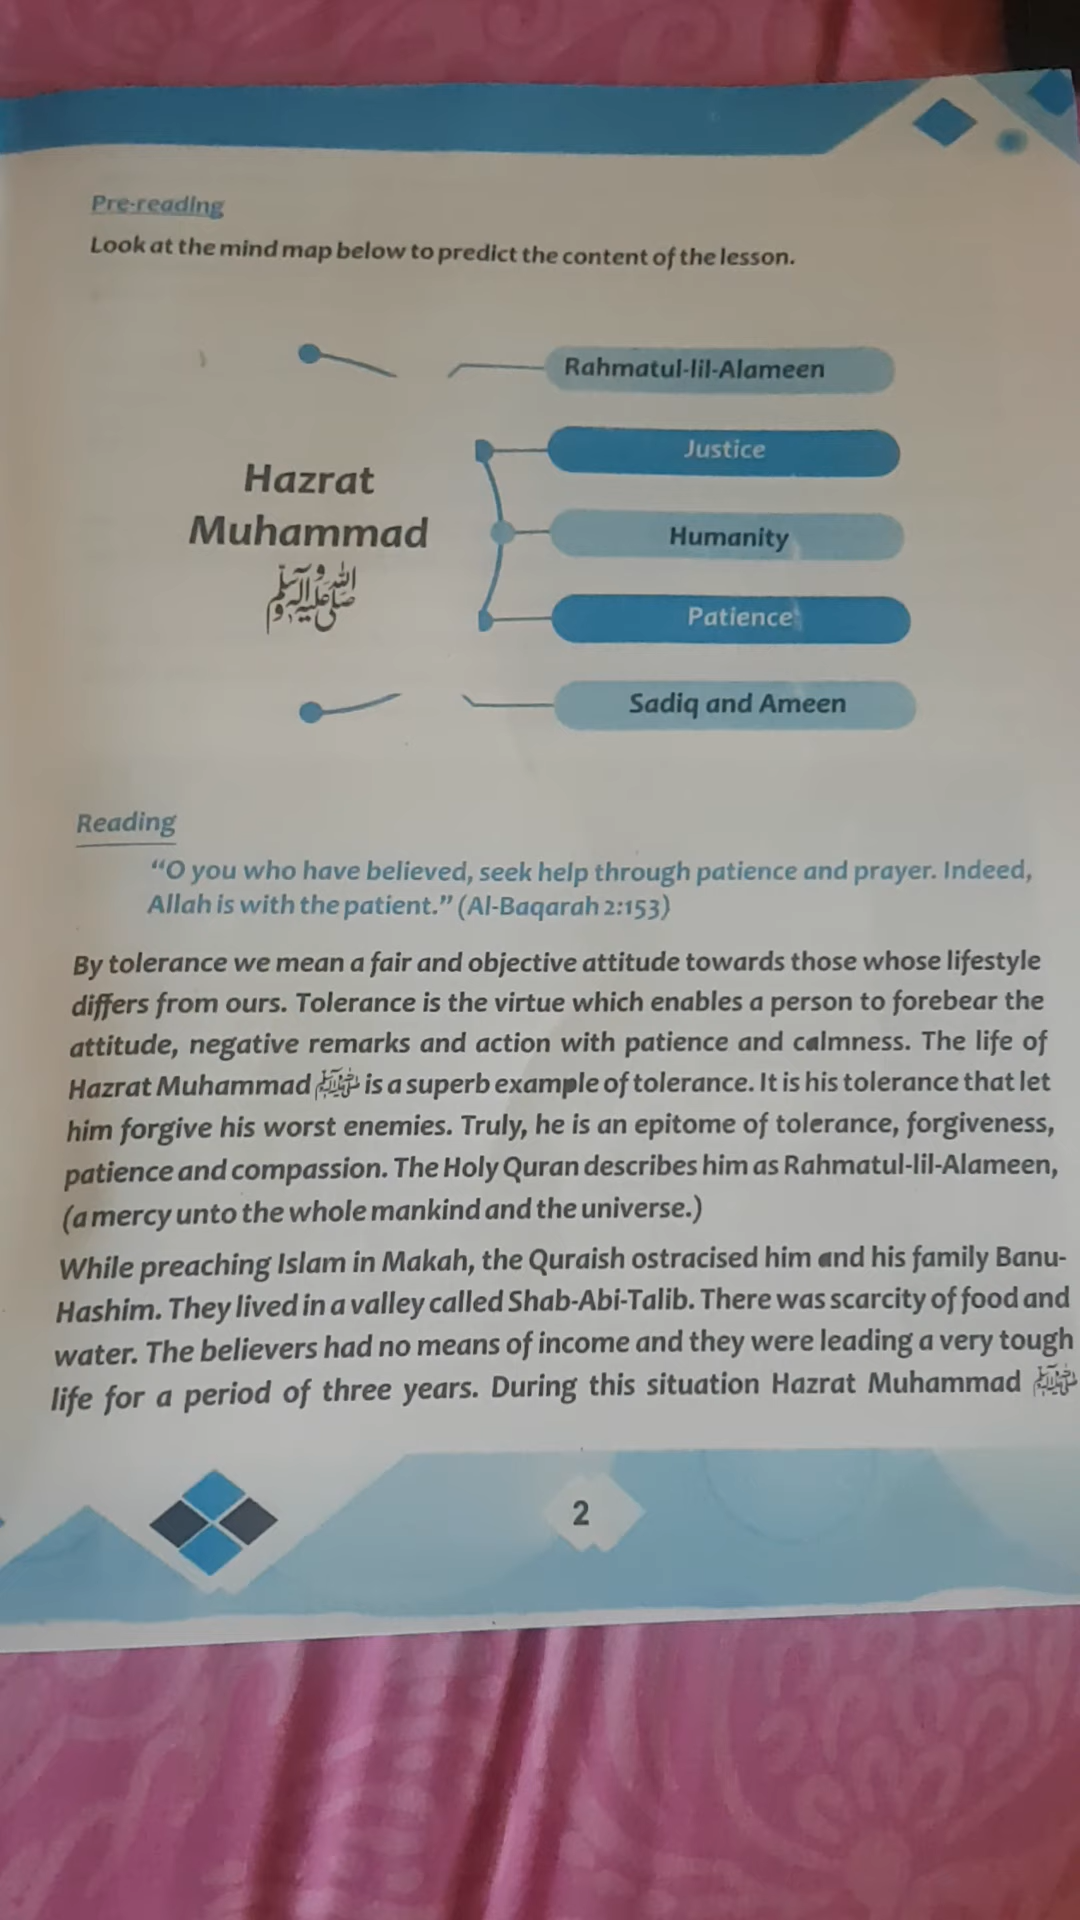 Pre-reading
Look at the mind map below to predict the content of the lesson.
Rahmatul-lil-Alameen
Justice
Hazrat
Muhammad
ﷺ
Humanity
Patience
Sadiq and Ameen
Reading
“O you who have believed, seek help through patience and prayer. Indeed,
Allah is with the patient.” (Al-Baqarah 2:153)
By tolerance we mean a fair and objective attitude towards those whose lifestyle
differs from ours. Tolerance is the virtue which enables a person to forebear the
attitude, negative remarks and action with patience and calmness. The life of
Hazrat Muhammad ﷺ is a superb example of tolerance. It is his tolerance that let
him forgive his worst enemies. Truly, he is an epitome of tolerance, forgiveness,
patience and compassion. The Holy Quran describes him as Rahmatul-lil-Alameen,
(a mercy unto the whole mankind and the universe.)
While preaching Islam in Makah, the Quraish ostracised him and his family Banu-
Hashim. They lived in a valley called Shab-Abi-Talib. There was scarcity of food and
water. The believers had no means of income and they were leading a very tough
life for a period of three years. During this situation Hazrat Muhammad ﷺ
2